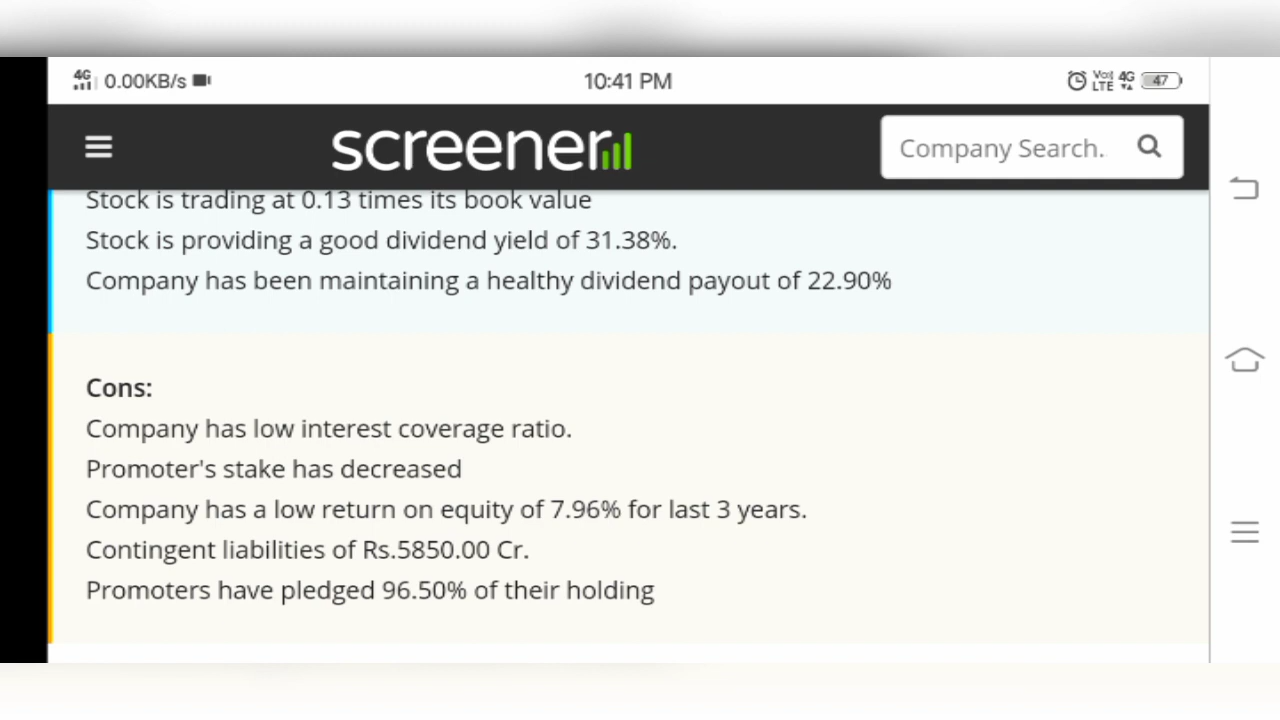 4G 0.00KB/s 10:41 PM Vo) LTE 4G 47
screener Company Search.
Stock is trading at 0.13 times its book value
Stock is providing a good dividend yield of 31.38%.
Company has been maintaining a healthy dividend payout of 22.90%
Cons:
Company has low interest coverage ratio.
Promoter's stake has decreased
Company has a low return on equity of 7.96% for last 3 years.
Contingent liabilities of Rs.5850.00 Cr.
Promoters have pledged 96.50% of their holding